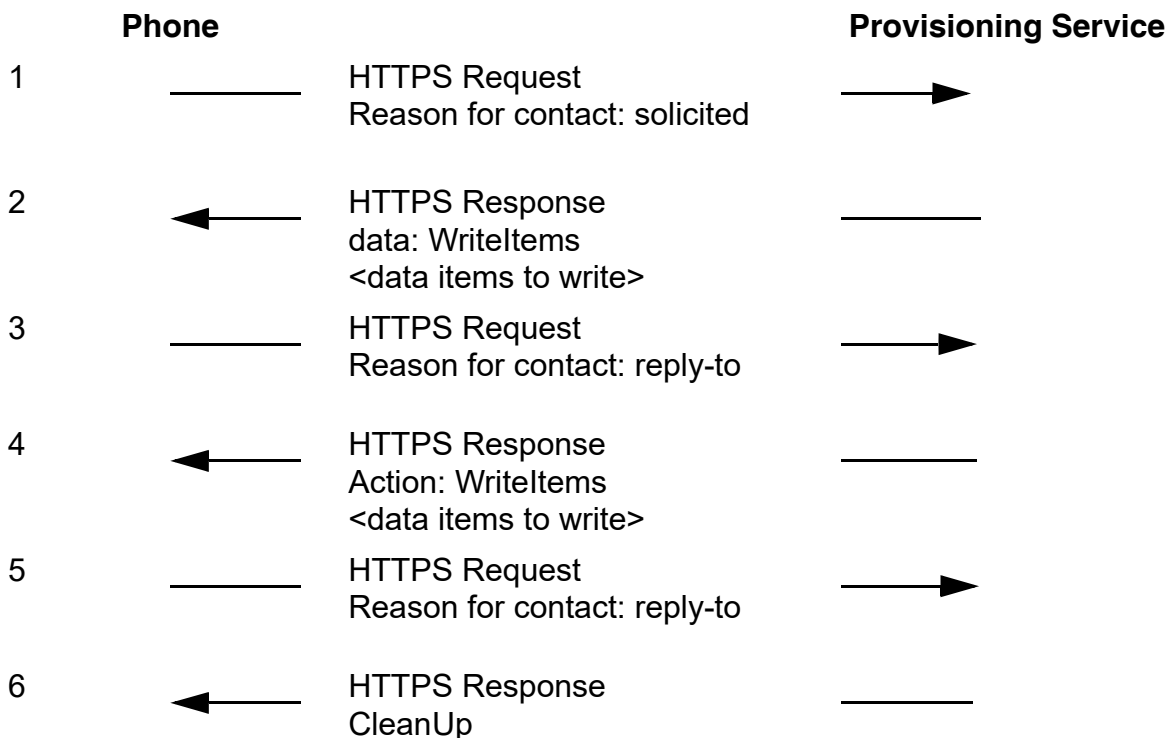 Phone Provisioning Service
1 HTTPS Request
Reason for contact: solicited
2 HTTPS Response
data: WriteItems
<data items to write>
3 HTTPS Request
Reason for contact: reply-to
4 HTTPS Response
Action: WriteItems
<data items to write>
5 HTTPS Request
Reason for contact: reply-to
6 HTTPS Response
CleanUp